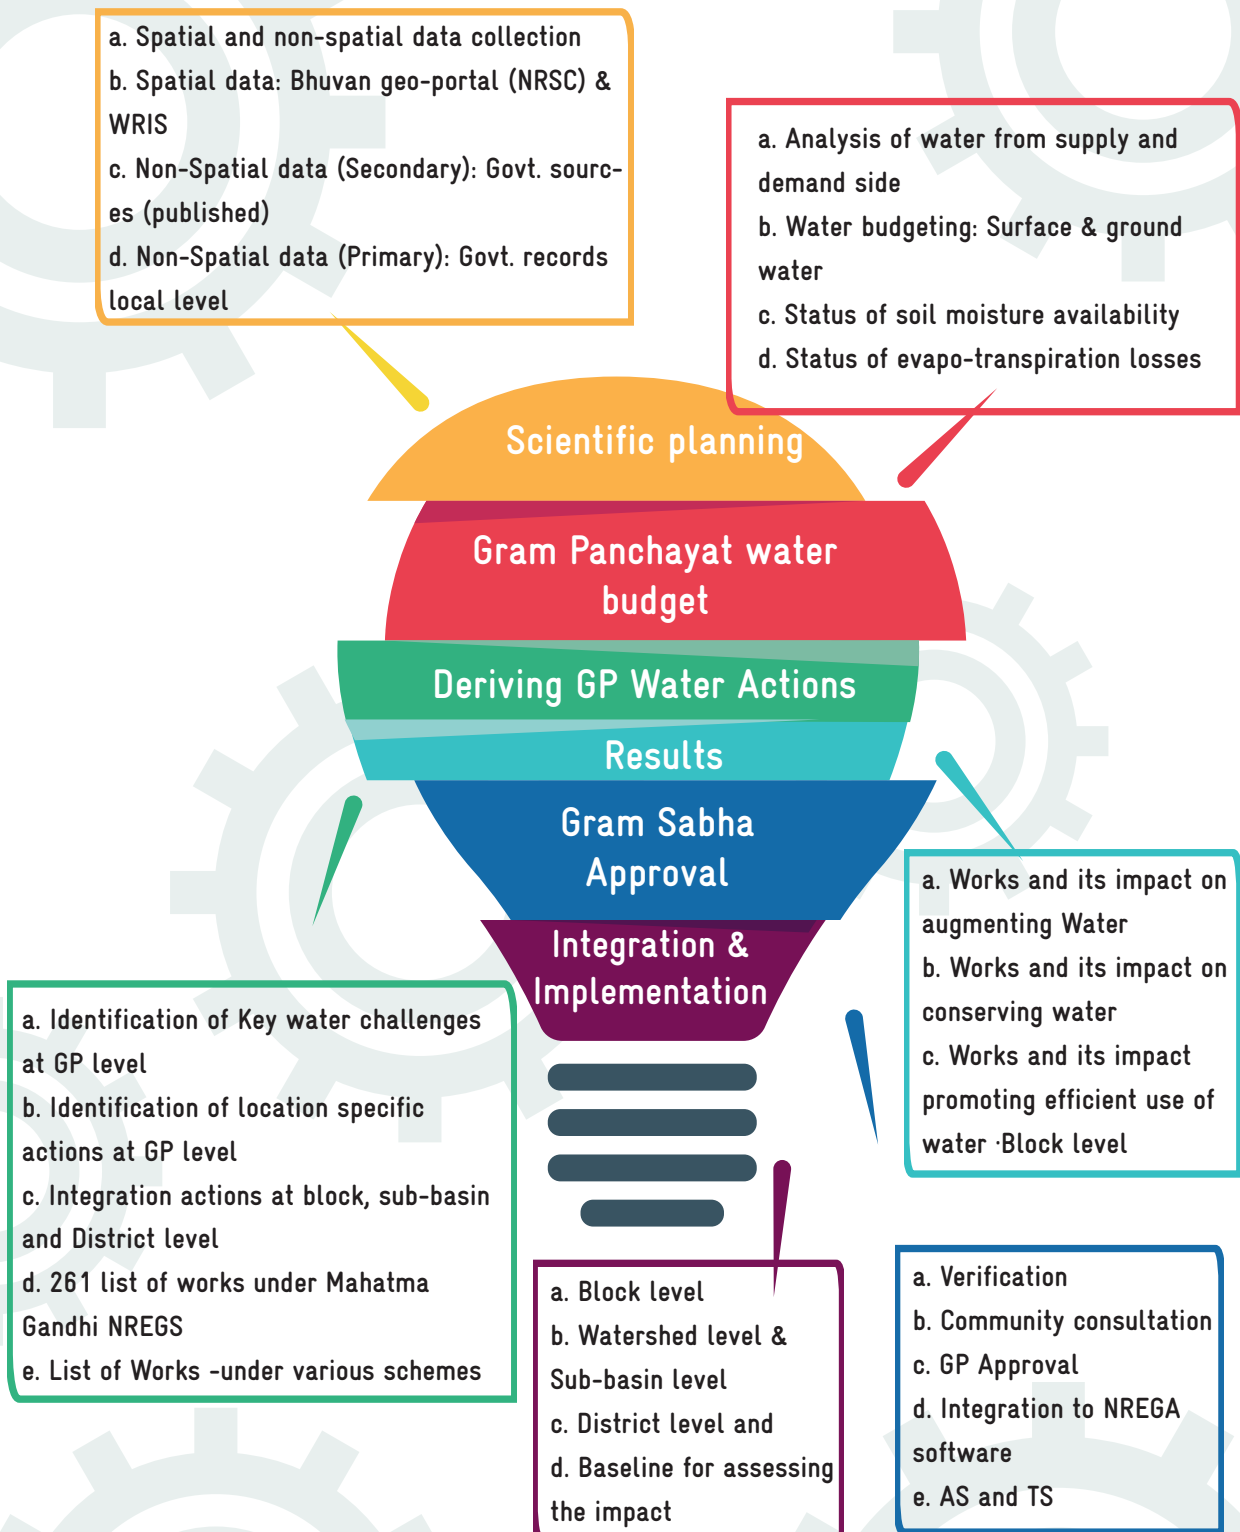 a. Spatial and non-spatial data collection
b. Spatial data: Bhuvan geo-portal (NRSC) &
WRIS
c. Non-Spatial data (Secondary): Govt. sourc-
es (published)
d. Non-Spatial data (Primary): Govt. records
local level
a. Analysis of water from supply and
demand side
b. Water budgeting: Surface & ground
water
c. Status of soil moisture availability
d. Status of evapo-transpiration losses
Scientific planning
Gram Panchayat water
budget
Deriving GP Water Actions
Results
Gram Sabha
Approval
Integration &
Implementation
a. Works and its impact on
augmenting Water
b. Works and its impact on
conserving water
c. Works and its impact
promoting efficient use of
water ·Block level
a. Identification of Key water challenges
at GP level
b. Identification of location specific
actions at GP level
c. Integration actions at block, sub-basin
and District level
d. 261 list of works under Mahatma
Gandhi NREGS
e. List of Works -under various schemes
a. Block level
b. Watershed level &
Sub-basin level
c. District level and
d. Baseline for assessing
the impact
a. Verification
b. Community consultation
c. GP Approval
d. Integration to NREGA
software
e. AS and TS